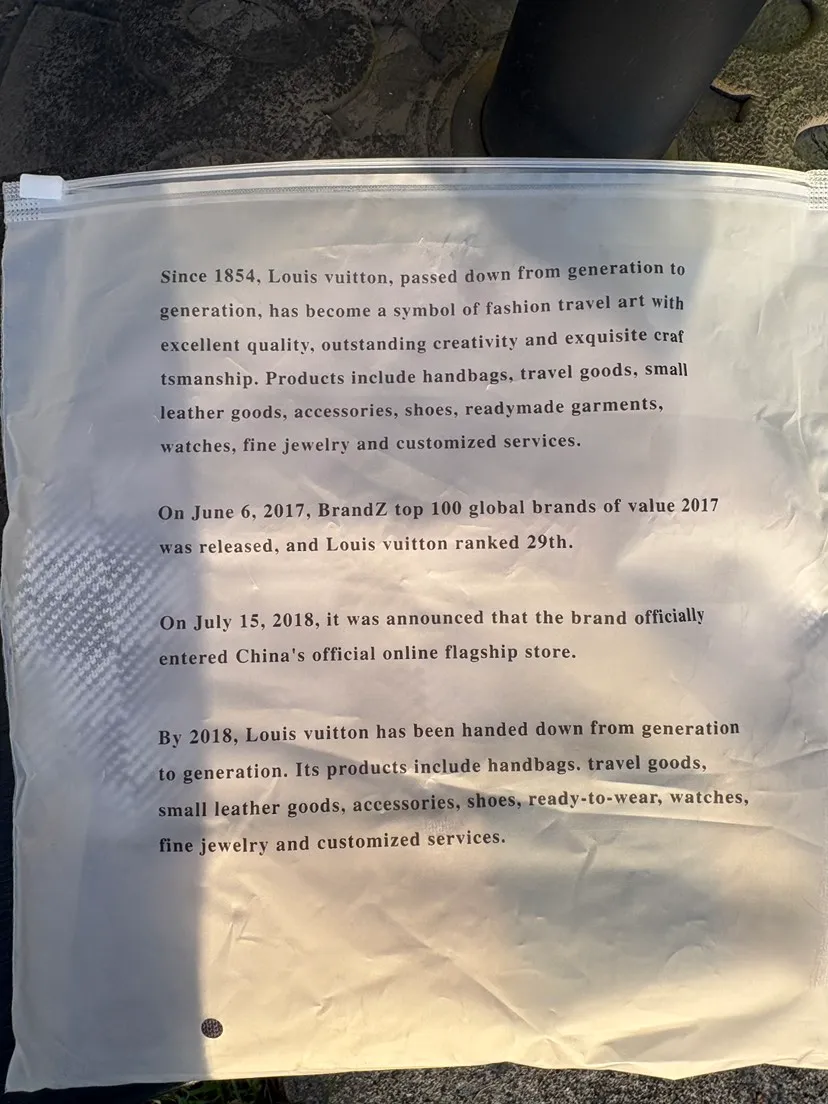 Since 1854, Louis vuitton, passed down from generation to
generation, has become a symbol of fashion travel art with
excellent quality, outstanding creativity and exquisite craf
tsmanship. Products include handbags, travel goods, small
leather goods, accessories, shoes, readymade garments,
watches, fine jewelry and customized services.
On June 6, 2017, BrandZ top 100 global brands of value 2017
was released, and Louis vuitton ranked 29th.
On July 15, 2018, it was announced that the brand officially
entered China's official online flagship store.
By 2018, Louis vuitton has been handed down from generation
to generation. Its products include handbags. travel goods,
small leather goods, accessories, shoes, ready-to-wear, watches,
fine jewelry and customized services.